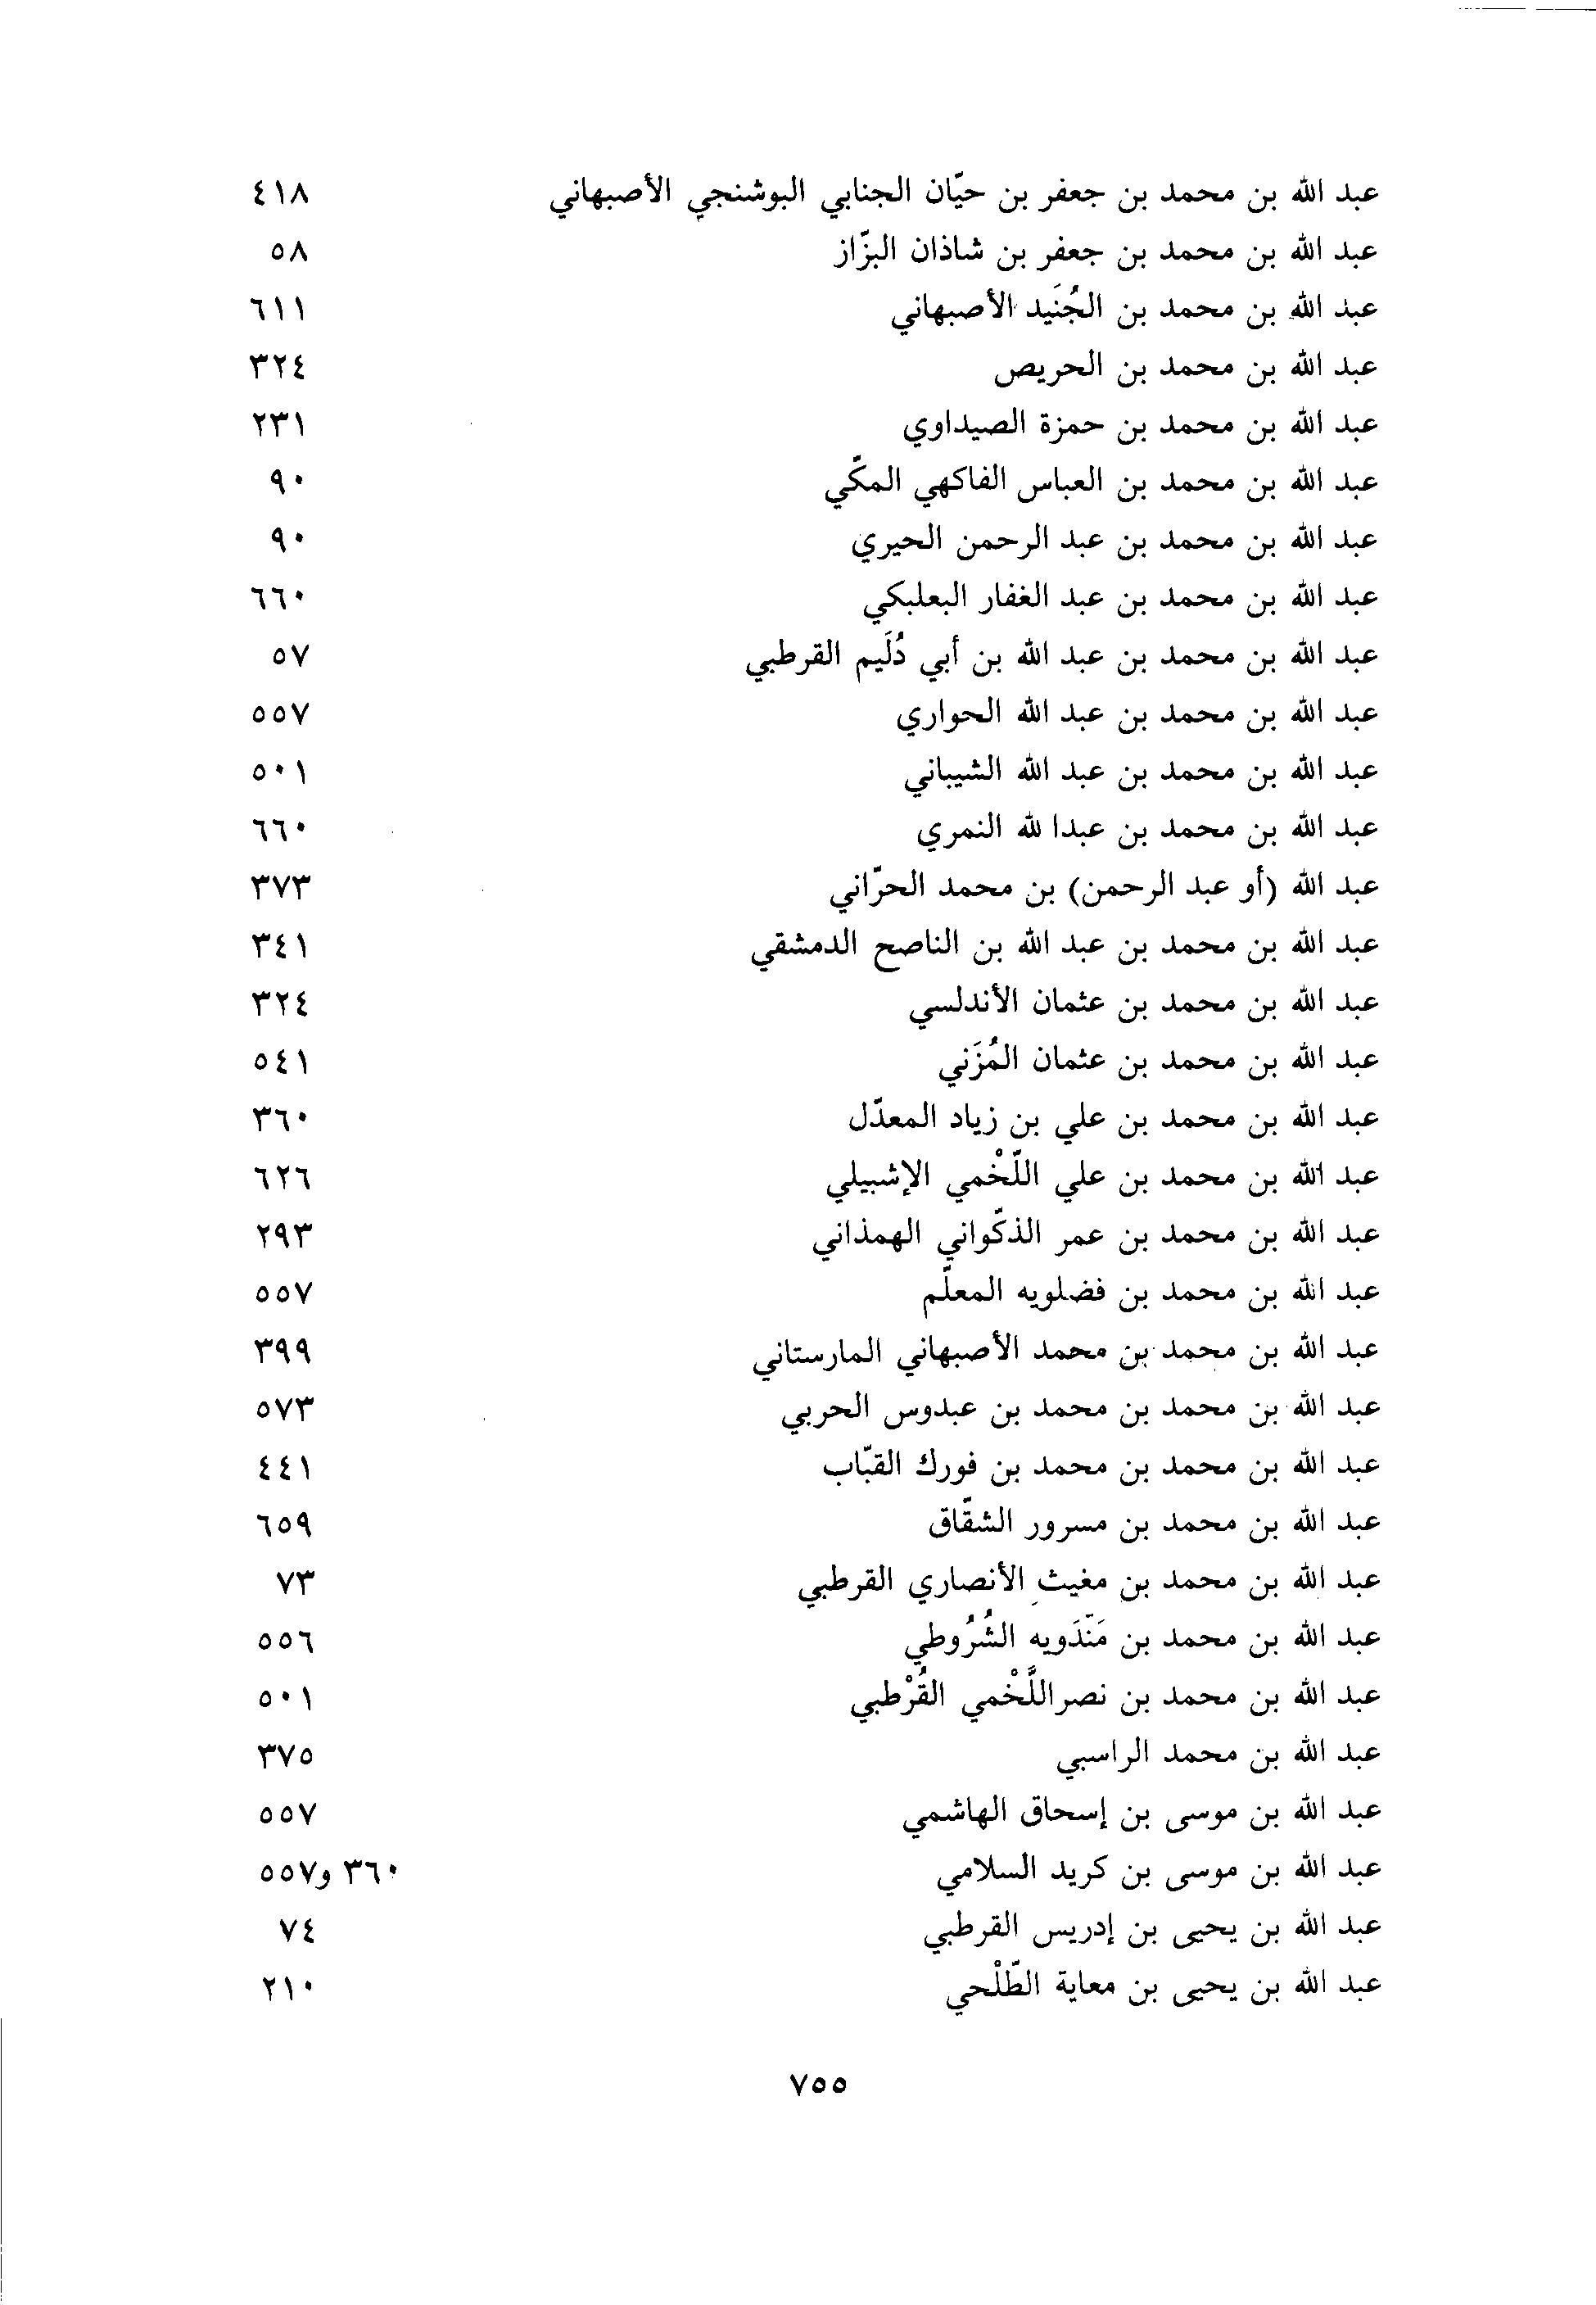 عبد الله بن محمد بن جعفر بن حيّان الجنابي البوشنجي الأصبهاني ٤١٨
عبد الله بن محمد بن جعفر بن شاذان البزّاز ٥٨
عبد الله بن محمد بن الجُنَيد الأصبهاني ٦١١
عبد الله بن محمد بن الحريص ٣٢٤
عبد الله بن محمد بن حمزة الصيداوي ٢٣١
عبد الله بن محمد بن العباس الفاكهي المكّي ٩٠
عبد الله بن محمد بن عبد الرحمن الحيري ٩٠
عبد الله بن محمد بن عبد الغفار البعلبكي ٦٦٠
عبد الله بن محمد بن عبد الله بن أبي دُلَيم القرطبي ٥٧
عبد الله بن محمد بن عبد الله الحواري ٥٥٧
عبد الله بن محمد بن عبد الله الشيباني ٥٠١
عبد الله بن محمد بن عبدا لله النمري ٦٦٠
عبد الله (أو عبد الرحمن) بن محمد الحرّاني ٣٧٣
عبد الله بن محمد بن عبد الله بن الناصح الدمشقي ٣٤١
عبد الله بن محمد بن عثمان الأندلسي ٣٢٤
عبد الله بن محمد بن عثمان المُزَني ٥٤١
عبد الله بن محمد بن علي بن زياد المعدّل ٣٦٠
عبد الله بن محمد بن علي اللّخْمي الإشبيلي ٦٢٦
عبد الله بن محمد بن عمر الذكّواني الهمذاني ٢٩٣
عبد الله بن محمد بن فضلويه المعلّم ٥٥٧
عبد الله بن محمد بن محمد الأصبهاني المارستاني ٣٩٩
عبد الله بن محمد بن محمد بن عبدوس الحربي ٥٧٣
عبد الله بن محمد بن محمد بن فورك القبّاب ٤٤١
عبد الله بن محمد بن مسرور الشقّاق ٦٥٩
عبد الله بن محمد بن مغيث الأنصاري القرطبي ٧٣
عبد الله بن محمد بن مَنّدَويه الشُرُوطي ٥٥٦
عبد الله بن محمد بن نصراللَّخْمي القُرْطبي ٥٠١
عبد الله بن محمد الراسبي ٣٧٥
عبد الله بن موسى بن إسحاق الهاشمي ٥٥٧
عبد الله بن موسى بن كريد السلامي ٣٦٠ و٥٥٧
عبد الله بن يحيى بن إدريس القرطبي ٧٤
عبد الله بن يحيى بن معاية الطّلْحي ٢١٠
٧٥٥